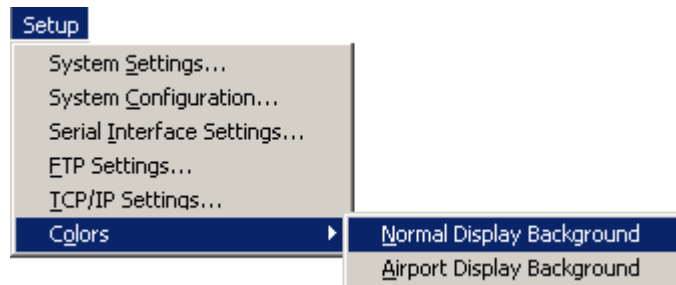 Setup
System Settings...
System Configuration...
Serial Interface Settings...
FTP Settings...
TCP/IP Settings...
Colors
Normal Display Background
Airport Display Background